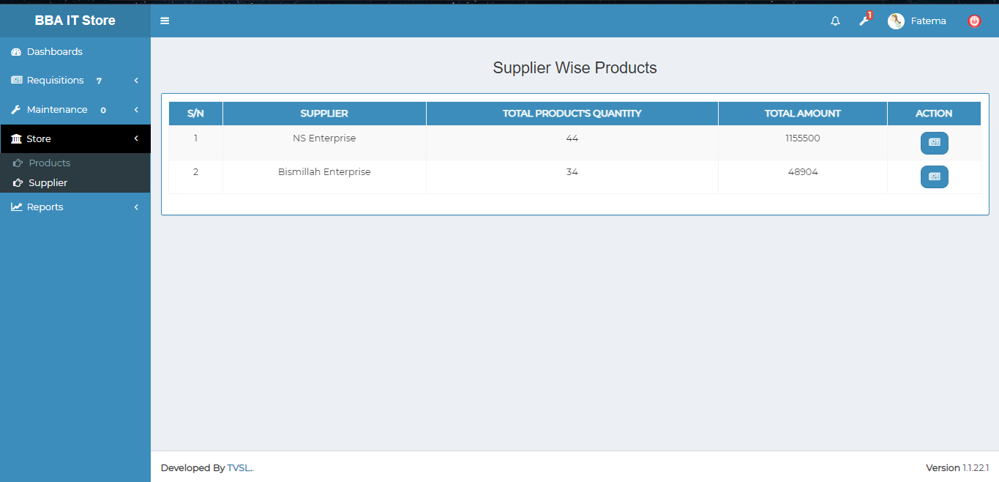 BBA IT Store
1
Fatema
Dashboards
Requisitions 7
Maintenance 0
Store
Products
Supplier
Reports
Supplier Wise Products
S/N SUPPLIER TOTAL PRODUCT'S QUANTITY TOTAL AMOUNT ACTION
1 NS Enterprise 44 1155500
2 Bismillah Enterprise 34 48904
Developed By TVSL..
Version 1.1.22.1